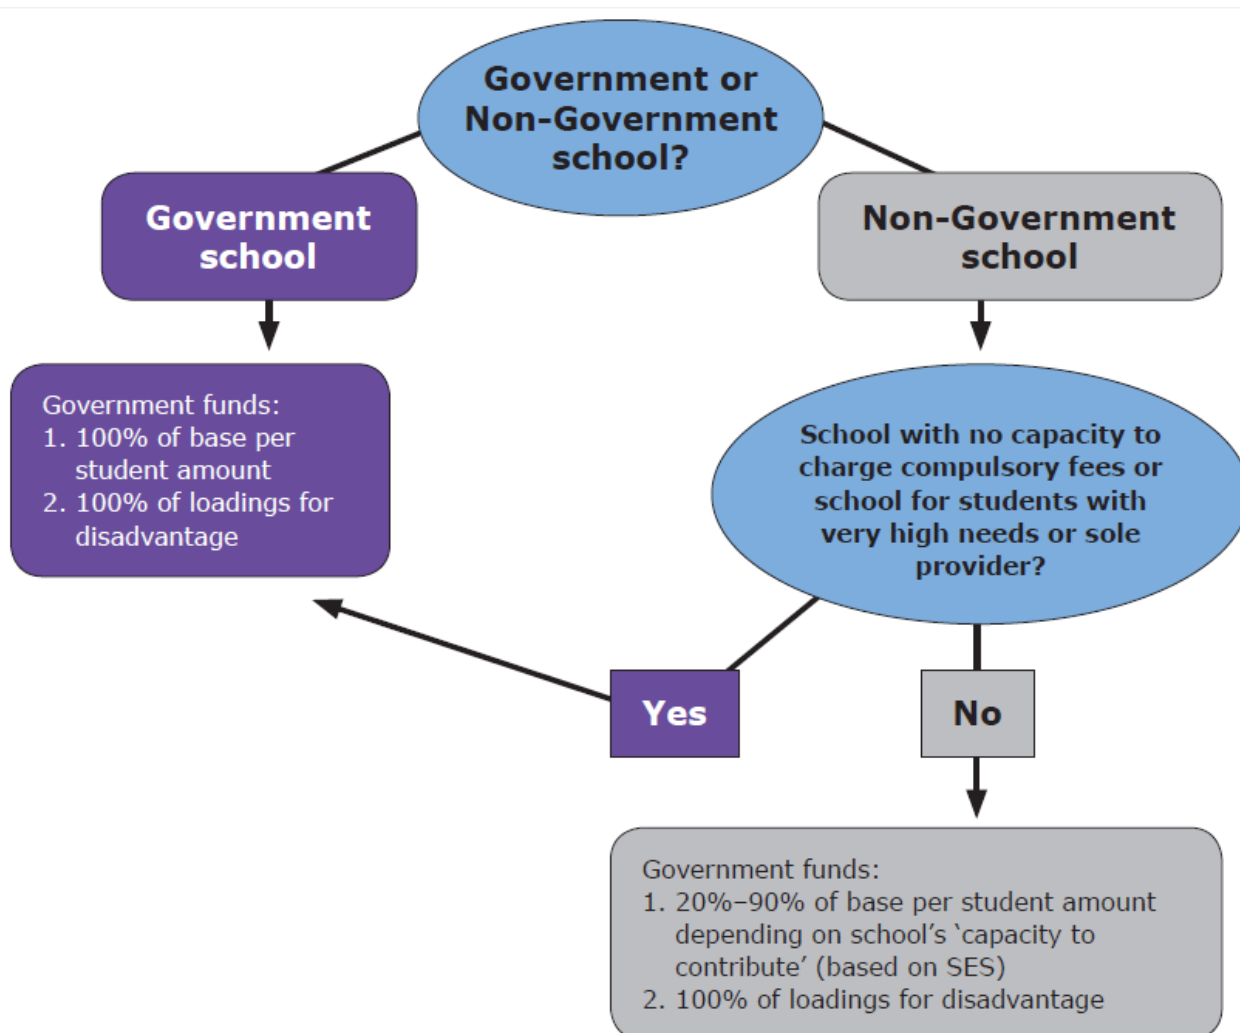 Government or
Non-Government
school?
Government
school
Non-Government
school
Government funds:
1. 100% of base per
student amount
2. 100% of loadings for
disadvantage
School with no capacity to
charge compulsory fees or
school for students with
very high needs or sole
provider?
Yes
No
Government funds:
1. 20%–90% of base per student amount
depending on school’s ‘capacity to
contribute’ (based on SES)
2. 100% of loadings for disadvantage